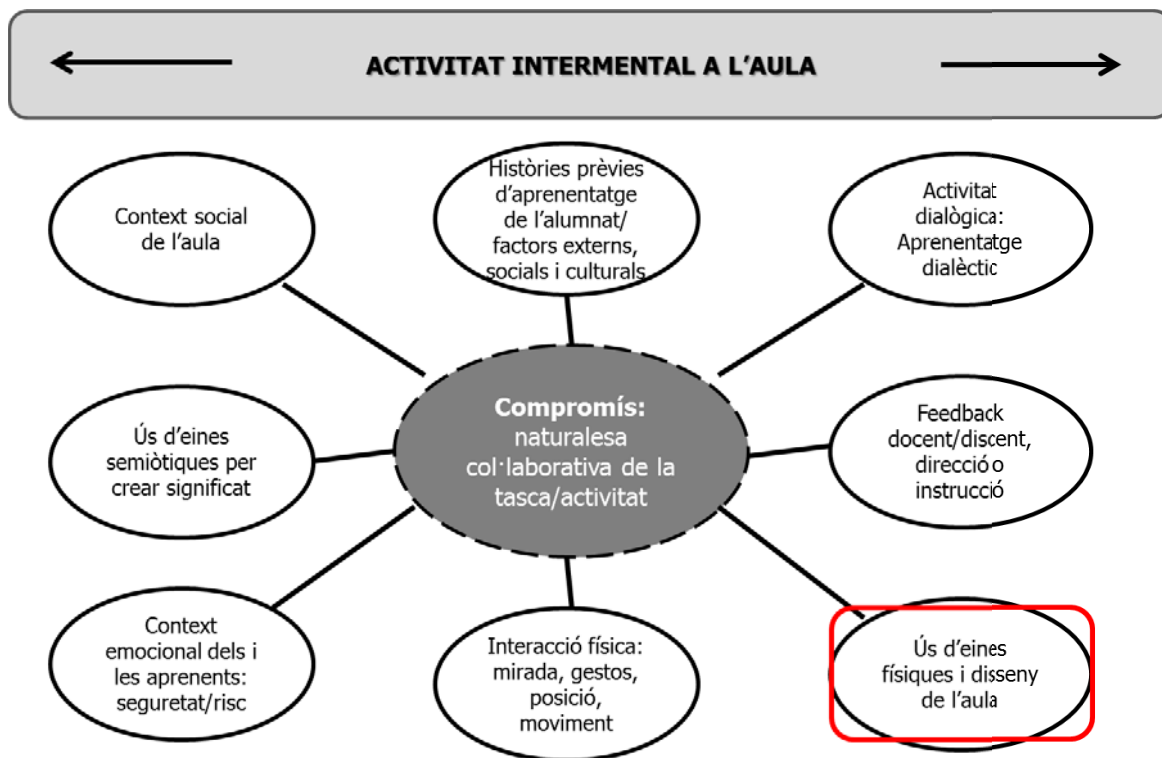 ACTIVITAT INTERMENTAL A L’AULA
Context social
de l’aula
Històries prèvies
d’aprenentatge
de l’alumnat/
factors externs,
socials i culturals
Activitat
dialògica:
Aprenentatge
dialèctic
Ús d’eines
semiòtiques per
crear significat
Compromís:
naturalesa
col·laborativa de la
tasca/activitat
Feedback
docent/discent,
direcció o
instrucció
Context
emocional dels i
les aprenents:
seguretat/risc
Interacció física:
mirada, gestos,
posició,
moviment
Ús d’eines
físiques i disseny
de l’aula